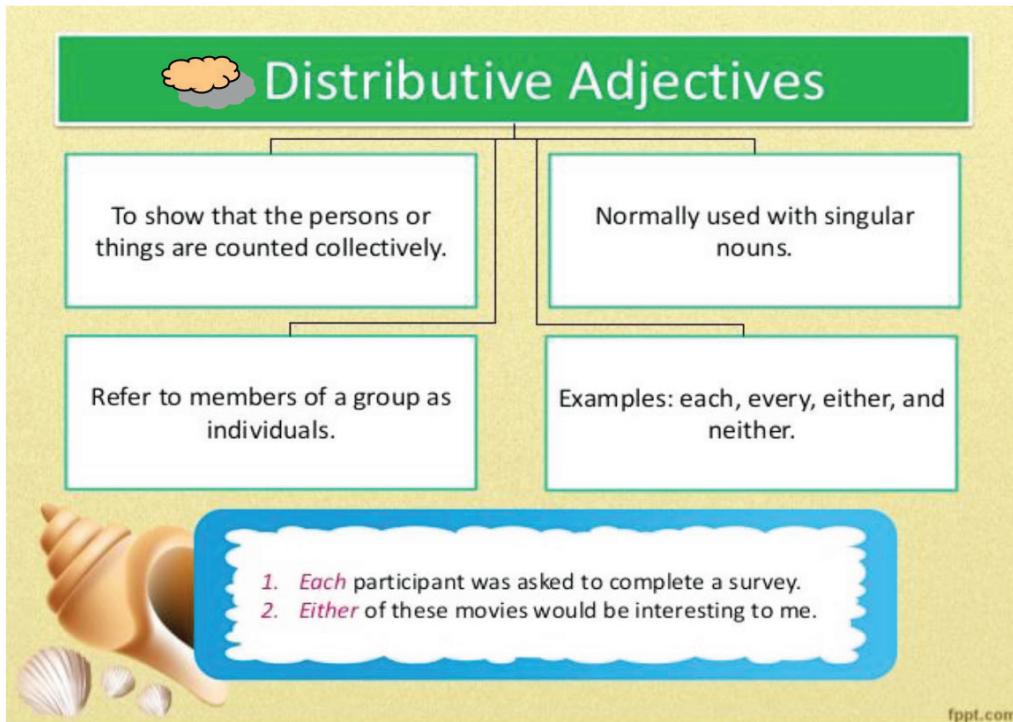 Distributive Adjectives
To show that the persons or
things are counted collectively.
Normally used with singular
nouns.
Refer to members of a group as
individuals.
Examples: each, every, either, and
neither.
1. Each participant was asked to complete a survey.
2. Either of these movies would be interesting to me.
fppt.com